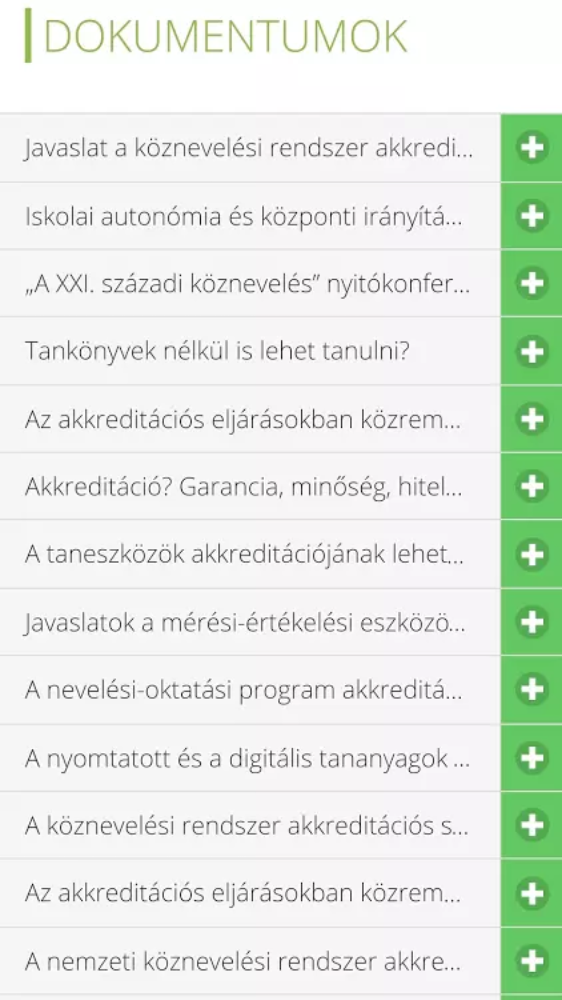 DOKUMENTUMOK
Javaslat a köznevelési rendszer akkredi...
Iskolai autonómia és központi irányítá...
„A XXI. századi köznevelés” nyitókonfer...
Tankönyvek nélkül is lehet tanulni?
Az akkreditációs eljárásokban közrem...
Akkreditáció? Garancia, minőség, hitel...
A taneszközök akkreditációjának lehet...
Javaslatok a mérési-értékelési eszközö...
A nevelési-oktatási program akkreditá...
A nyomtatott és a digitális tananyagok ...
A köznevelési rendszer akkreditációs s...
Az akkreditációs eljárásokban közrem...
A nemzeti köznevelési rendszer akkre...